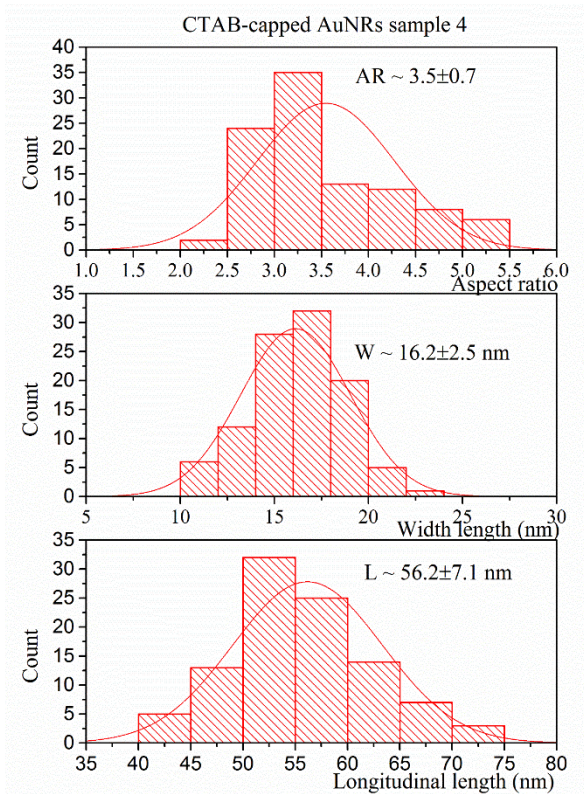 CTAB-capped AuNRs sample 4
40
35
30
25
20
15
10
5
0
Count
AR ~ 3.5±0.7
1.0 1.5 2.0 2.5 3.0 3.5 4.0 4.5 5.0 5.5 6.0
Aspect ratio
35
30
25
20
15
10
5
0
Count
W ~ 16.2±2.5 nm
5 10 15 20 25 30
Width length (nm)
35
30
25
20
15
10
5
0
Count
L ~ 56.2±7.1 nm
35 40 45 50 55 60 65 70 75 80
Longitudinal length (nm)